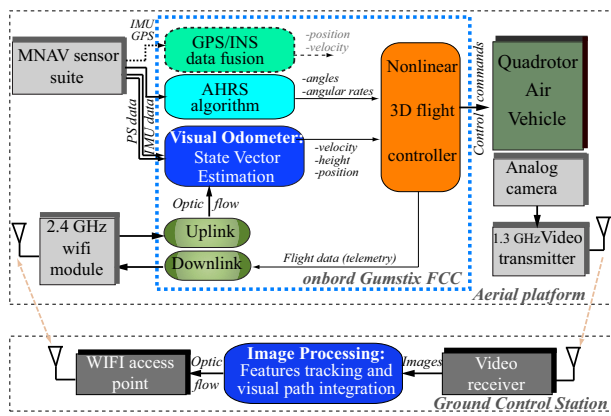 IMU
GPS
MNAV sensor
suite
PS data
IMU data
GPS/INS
data fusion
-position
-velocity
AHRS
algorithm
-angles
-angular rates
Visual Odometer:
State Vector
Estimation
-velocity
-height
-position
Nonlinear
3D flight
controller
Control commands
Quadrotor
Air
Vehicle
Analog
camera
1.3 GHz Video
transmitter
Optic flow
2.4 GHz
wifi
module
Uplink
Downlink
Flight data (telemetry)
onbord Gumstix FCC
Aerial platform
WIFI access
point
Optic
flow
Image Processing:
Features tracking and
visual path integration
Images
Video
receiver
Ground Control Station